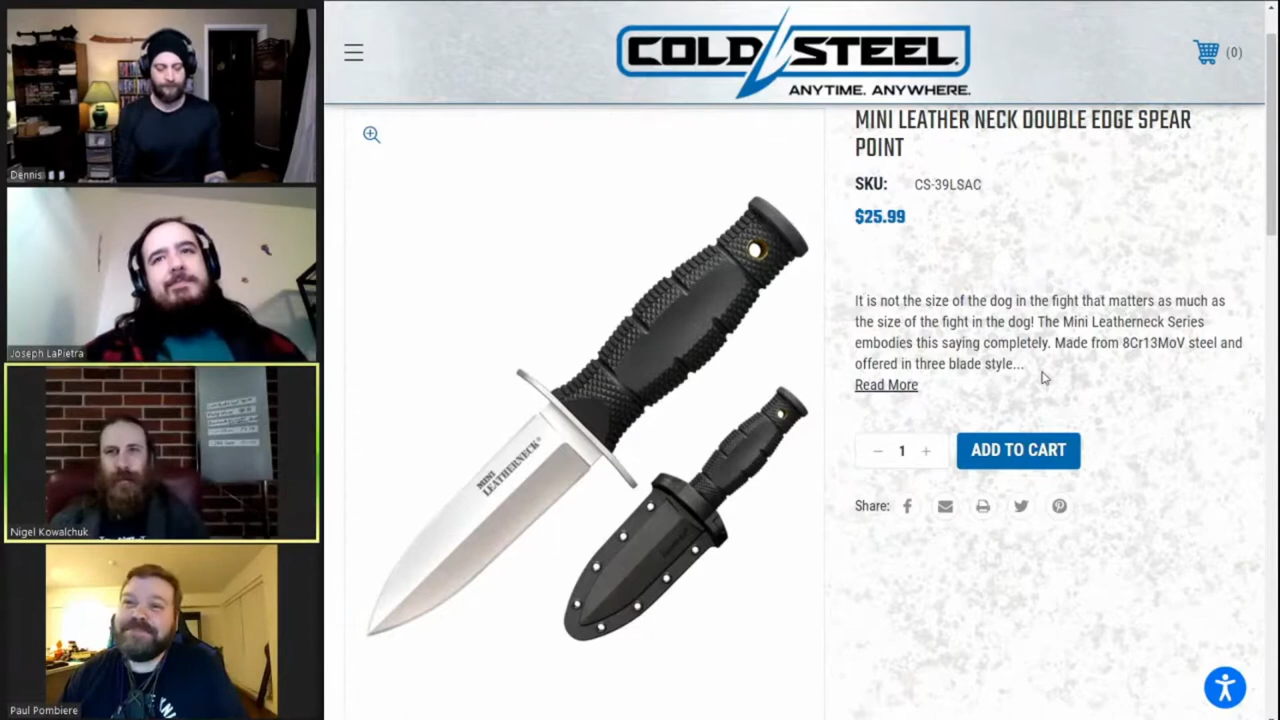 Dennis
Joseph LaPietra
Nigel Kowalchuk
Paul Pombiere
COLD STEEL
ANYTIME. ANYWHERE.
(0)
MINI LEATHER NECK DOUBLE EDGE SPEAR
POINT
SKU: CS-39LSAC
$25.99
It is not the size of the dog in the fight that matters as much as
the size of the fight in the dog! The Mini Leatherneck Series
embodies this saying completely. Made from 8Cr13MoV steel and
offered in three blade style...
Read More
− 1 +
ADD TO CART
Share:
MINI
LEATHERNECK®